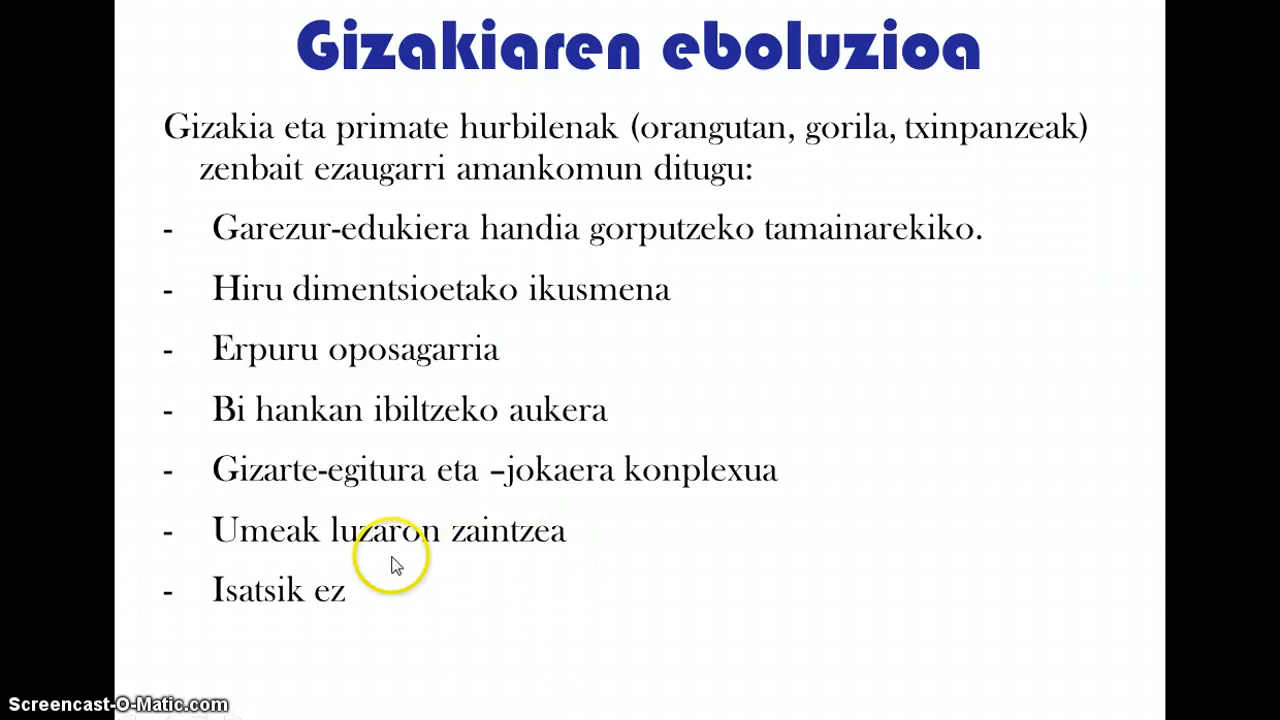 Gizakiaren eboluzioa
Gizakia eta primate hurbilenak (orangutan, gorila, txinpanzeak)
zenbait ezaugarri amankomun ditugu:
- Garezur-edukiera handia gorputzeko tamainarekiko.
- Hiru dimentsioetako ikusmena
- Erpuru oposagarria
- Bi hankan ibiltzeko aukera
- Gizarte-egitura eta –jokaera konplexua
- Umeak luzaron zaintzea
- Isatsik ez
Screencast-O-Matic.com